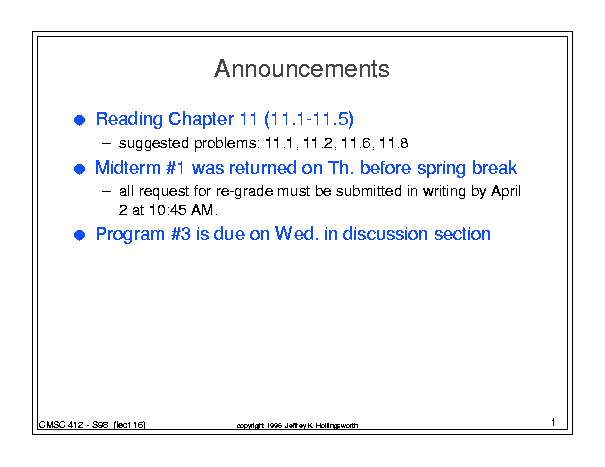 Announcements
● Reading Chapter 11 (11.1-11.5)
– suggested problems: 11.1, 11.2, 11.6, 11.8
● Midterm #1 was returned on Th. before spring break
– all request for re-grade must be submitted in writing by April
2 at 10:45 AM.
● Program #3 is due on Wed. in discussion section
CMSC 412 - S98 (lect 16)
copyright 1996 Jeffrey K. Hollingsworth
1